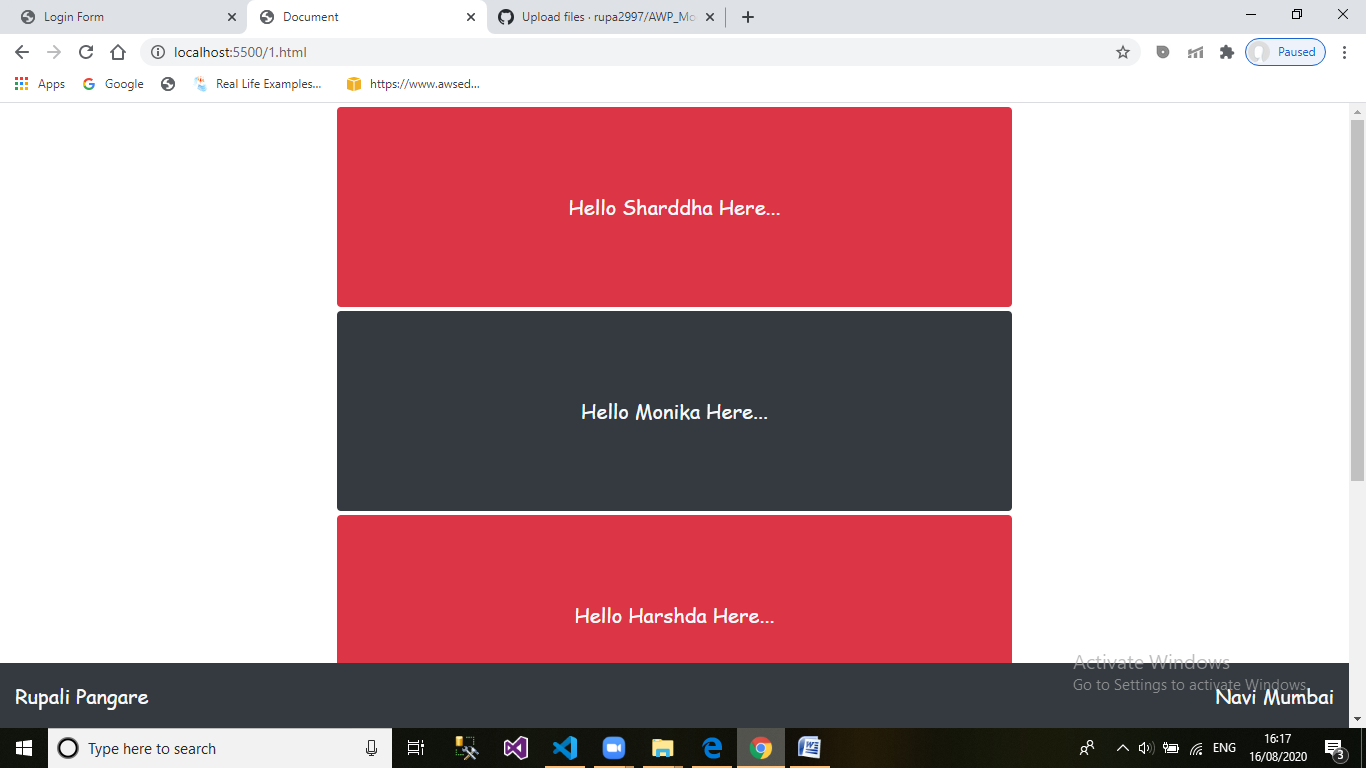 Login Form
Document
Upload files · rupa2997/AWP_Mo
localhost:5500/1.html
Paused
Apps
Google
Real Life Examples...
https://www.awsed...
Hello Sharddha Here...
Hello Monika Here...
Hello Harshda Here...
Activate Windows
Go to Settings to activate Windows.
Rupali Pangare
Navi Mumbai
Type here to search
ENG
16:17
16/08/2020
3